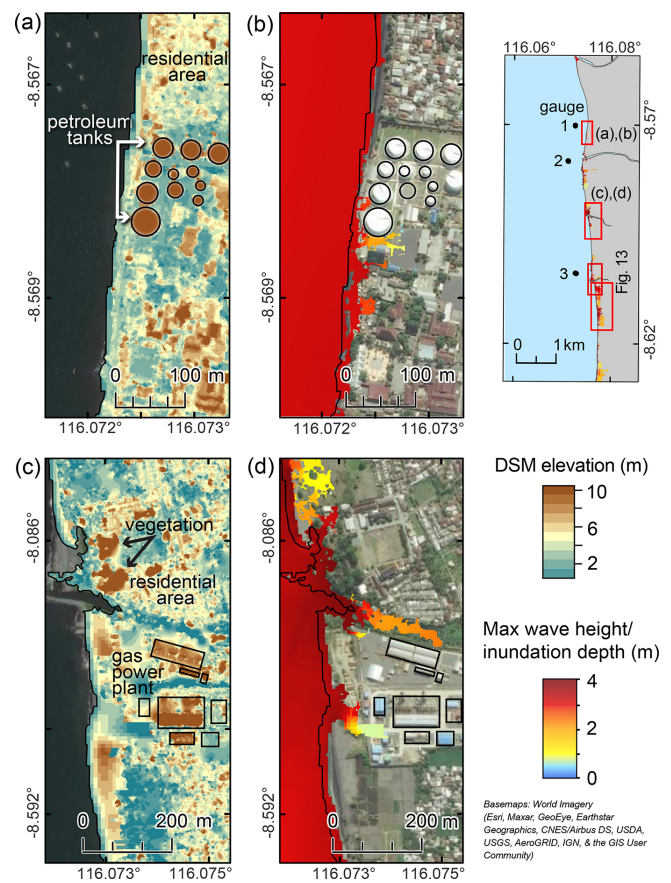 (a)
residential
area
petroleum
tanks
-8.567°
-8.569°
0 100 m
116.072° 116.073°
(b)
-8.567°
-8.569°
0 100 m
116.072° 116.073°
116.06° 116.08°
-8.57°
gauge
1
(a),(b)
2
(c),(d)
3
Fig. 13
0 1 km
-8.62°
(c)
vegetation
residential
area
gas
power
plant
-8.086°
-8.592°
0 200 m
116.073° 116.075°
(d)
-8.086°
-8.592°
0 200 m
116.073° 116.075°
DSM elevation (m)
10
6
2
Max wave height/
inundation depth (m)
4
2
0
Basemaps: World Imagery
(Esri, Maxar, GeoEye, Earthstar
Geographics, CNES/Airbus DS, USDA,
USGS, AeroGRID, IGN, & the GIS User
Community)